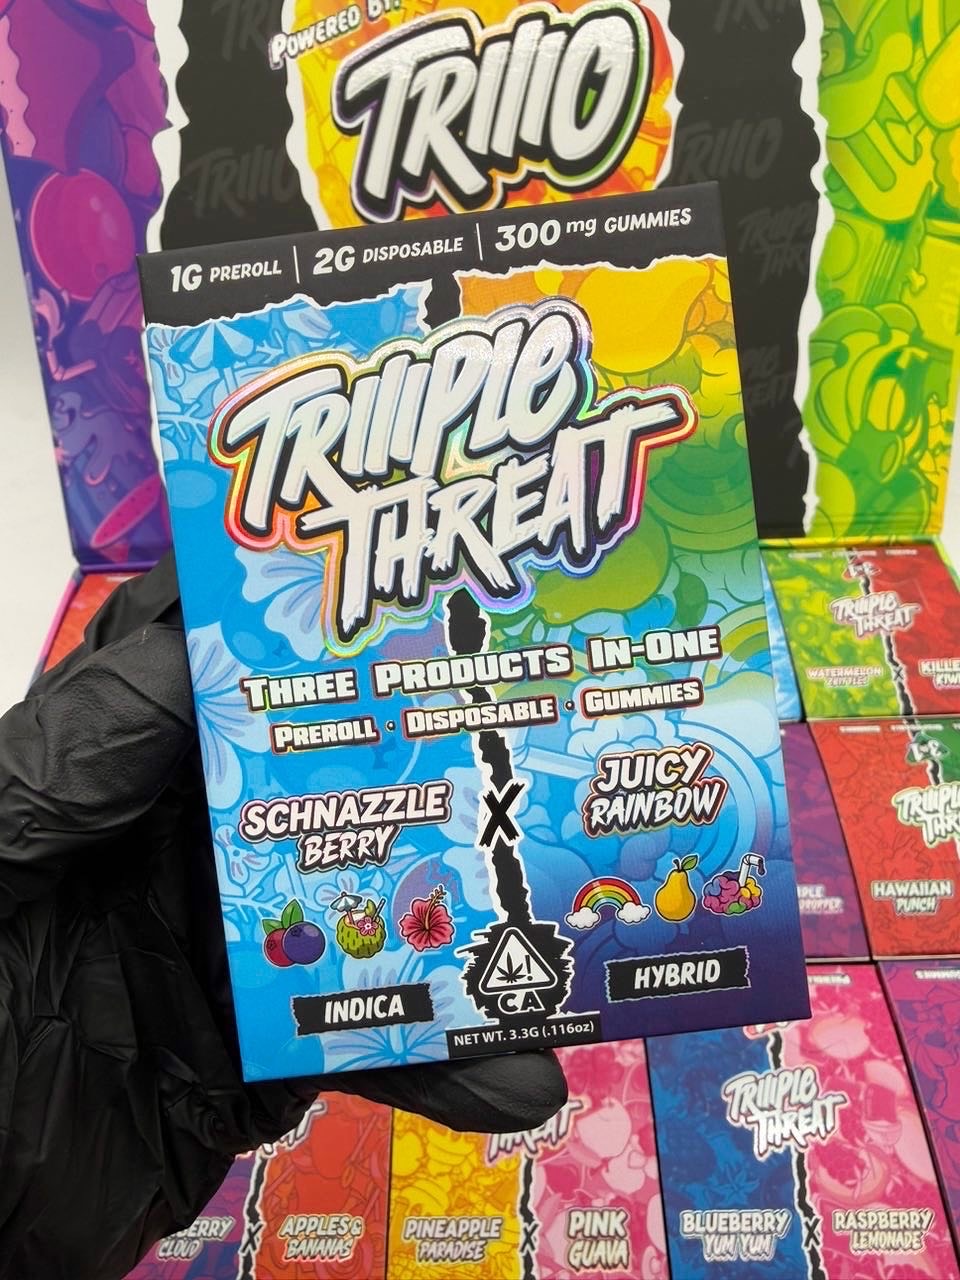 POWERED BY:
TRIIIO
1G PREROLL | 2G DISPOSABLE | 300 mg GUMMIES
TRIIIPLE
THREAT
THREE PRODUCTS IN-ONE
PREROLL · DISPOSABLE · GUMMIES
SCHNAZZLE
BERRY
X
JUICY
RAINBOW
INDICA
HYBRID
!
CA
NET WT. 3.3G (.116oz)
TRIIIPLE
THREAT
WATERMELON
X
HAWAIIAN
PUNCH
TRIIIPLE
THREAT
CLOUD
X
APPLES &
BANANAS
PINEAPPLE
PARADISE
X
PINK
GUAVA
BLUEBERRY
YUM YUM
X
RASPBERRY
LEMONADE